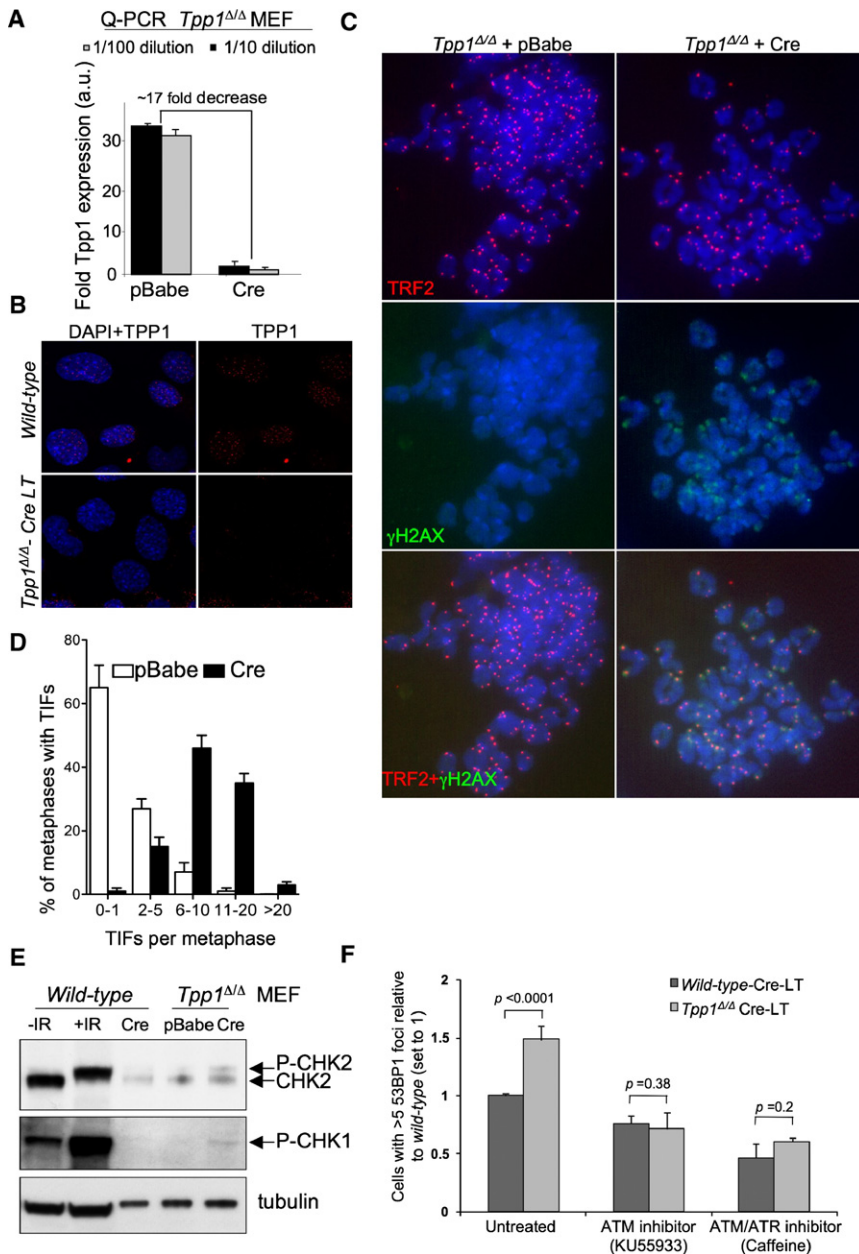 A
Q-PCR Tpp1Δ/Δ MEF
1/100 dilution 1/10 dilution
~17 fold decrease
Fold Tpp1 expression (a.u.)
30
20
10
0
pBabe Cre
B
DAPI+TPP1 TPP1
Wild-type
Tpp1Δ/Δ- Cre LT
C
Tpp1Δ/Δ + pBabe Tpp1Δ/Δ + Cre
TRF2
γH2AX
TRF2+γH2AX
D
pBabe Cre
% of metaphases with TIFs
80
60
40
20
0
0-1 2-5 6-10 11-20 >20
TIFs per metaphase
E
Wild-type Tpp1Δ/Δ MEF
-IR +IR Cre pBabe Cre
P-CHK2
CHK2
P-CHK1
tubulin
F
Wild-type-Cre-LT
Tpp1Δ/Δ Cre-LT
Cells with >5 53BP1 foci relative
to wild-type (set to 1)
2
1.5
1
0.5
0
p <0.0001
p =0.38
p =0.2
Untreated ATM inhibitor ATM/ATR inhibitor
(KU55933) (Caffeine)